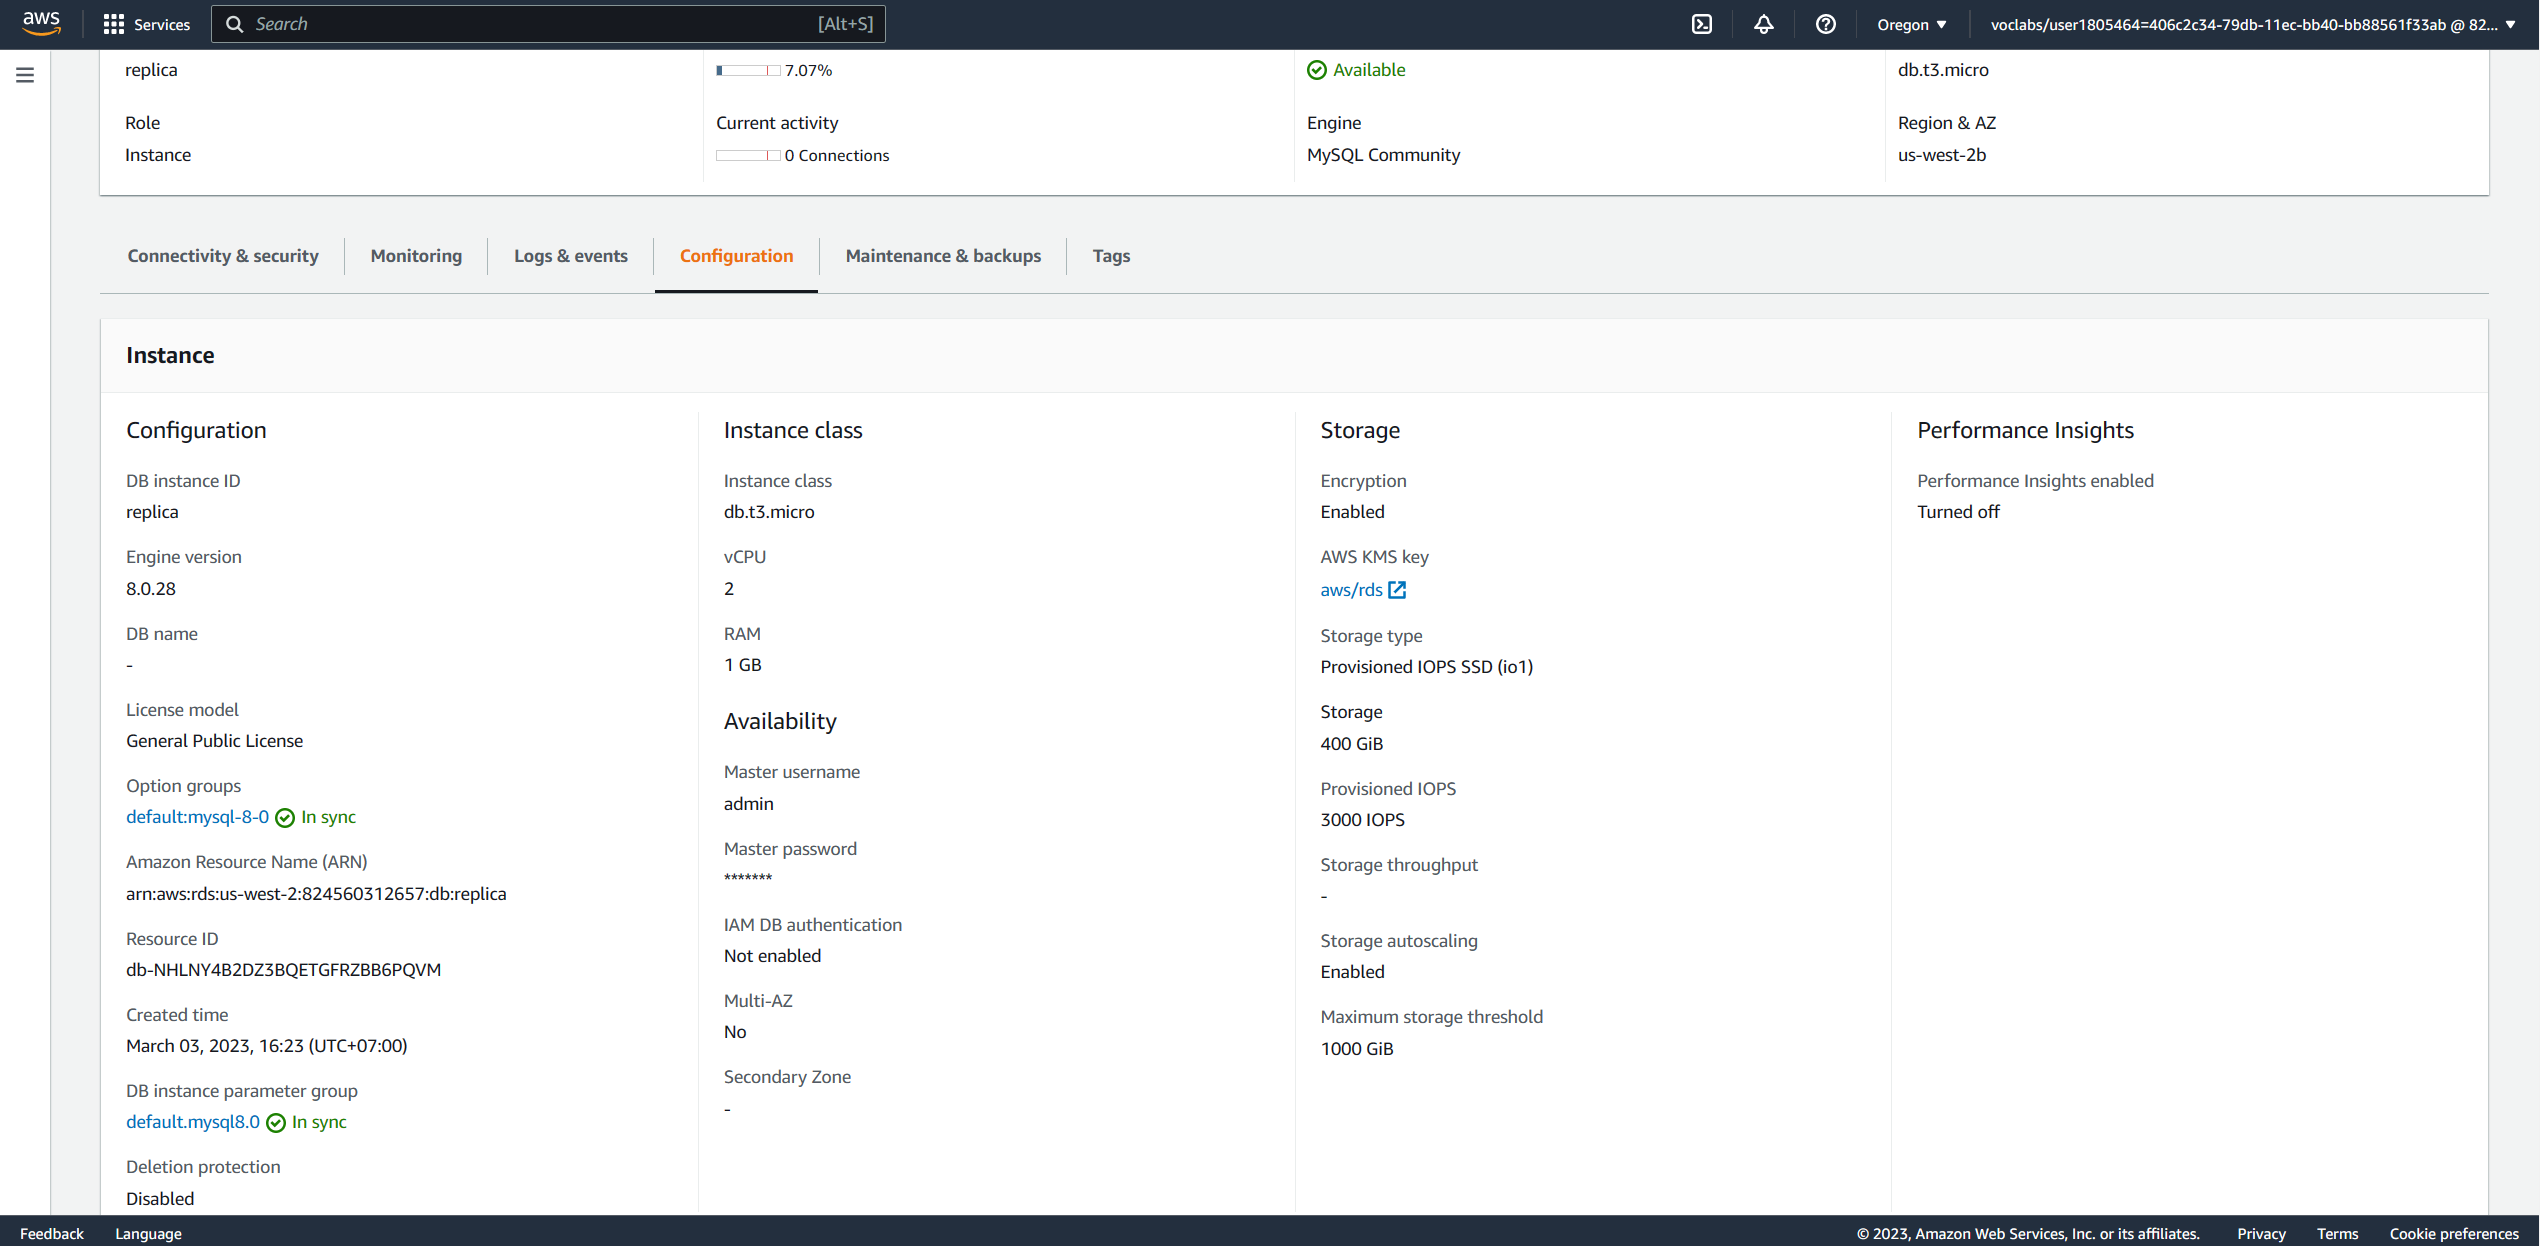 aws
Services
Search
[Alt+S]
Oregon
voclabs/user1805464=406c2c34-79db-11ec-bb40-bb88561f33ab @ 82...
replica
7.07%
Available
db.t3.micro
Role
Current activity
Engine
Region & AZ
Instance
0 Connections
MySQL Community
us-west-2b
Connectivity & security
Monitoring
Logs & events
Configuration
Maintenance & backups
Tags
Instance
Configuration
DB instance ID
replica
Engine version
8.0.28
DB name
-
License model
General Public License
Option groups
default:mysql-8-0 In sync
Amazon Resource Name (ARN)
arn:aws:rds:us-west-2:824560312657:db:replica
Resource ID
db-NHLNY4B2DZ3BQETGFRZBB6PQVM
Created time
March 03, 2023, 16:23 (UTC+07:00)
DB instance parameter group
default.mysql8.0 In sync
Deletion protection
Disabled
Instance class
Instance class
db.t3.micro
vCPU
2
RAM
1 GB
Availability
Master username
admin
Master password
*******
IAM DB authentication
Not enabled
Multi-AZ
No
Secondary Zone
-
Storage
Encryption
Enabled
AWS KMS key
aws/rds
Storage type
Provisioned IOPS SSD (io1)
Storage
400 GiB
Provisioned IOPS
3000 IOPS
Storage throughput
-
Storage autoscaling
Enabled
Maximum storage threshold
1000 GiB
Performance Insights
Performance Insights enabled
Turned off
Feedback
Language
© 2023, Amazon Web Services, Inc. or its affiliates.
Privacy
Terms
Cookie preferences